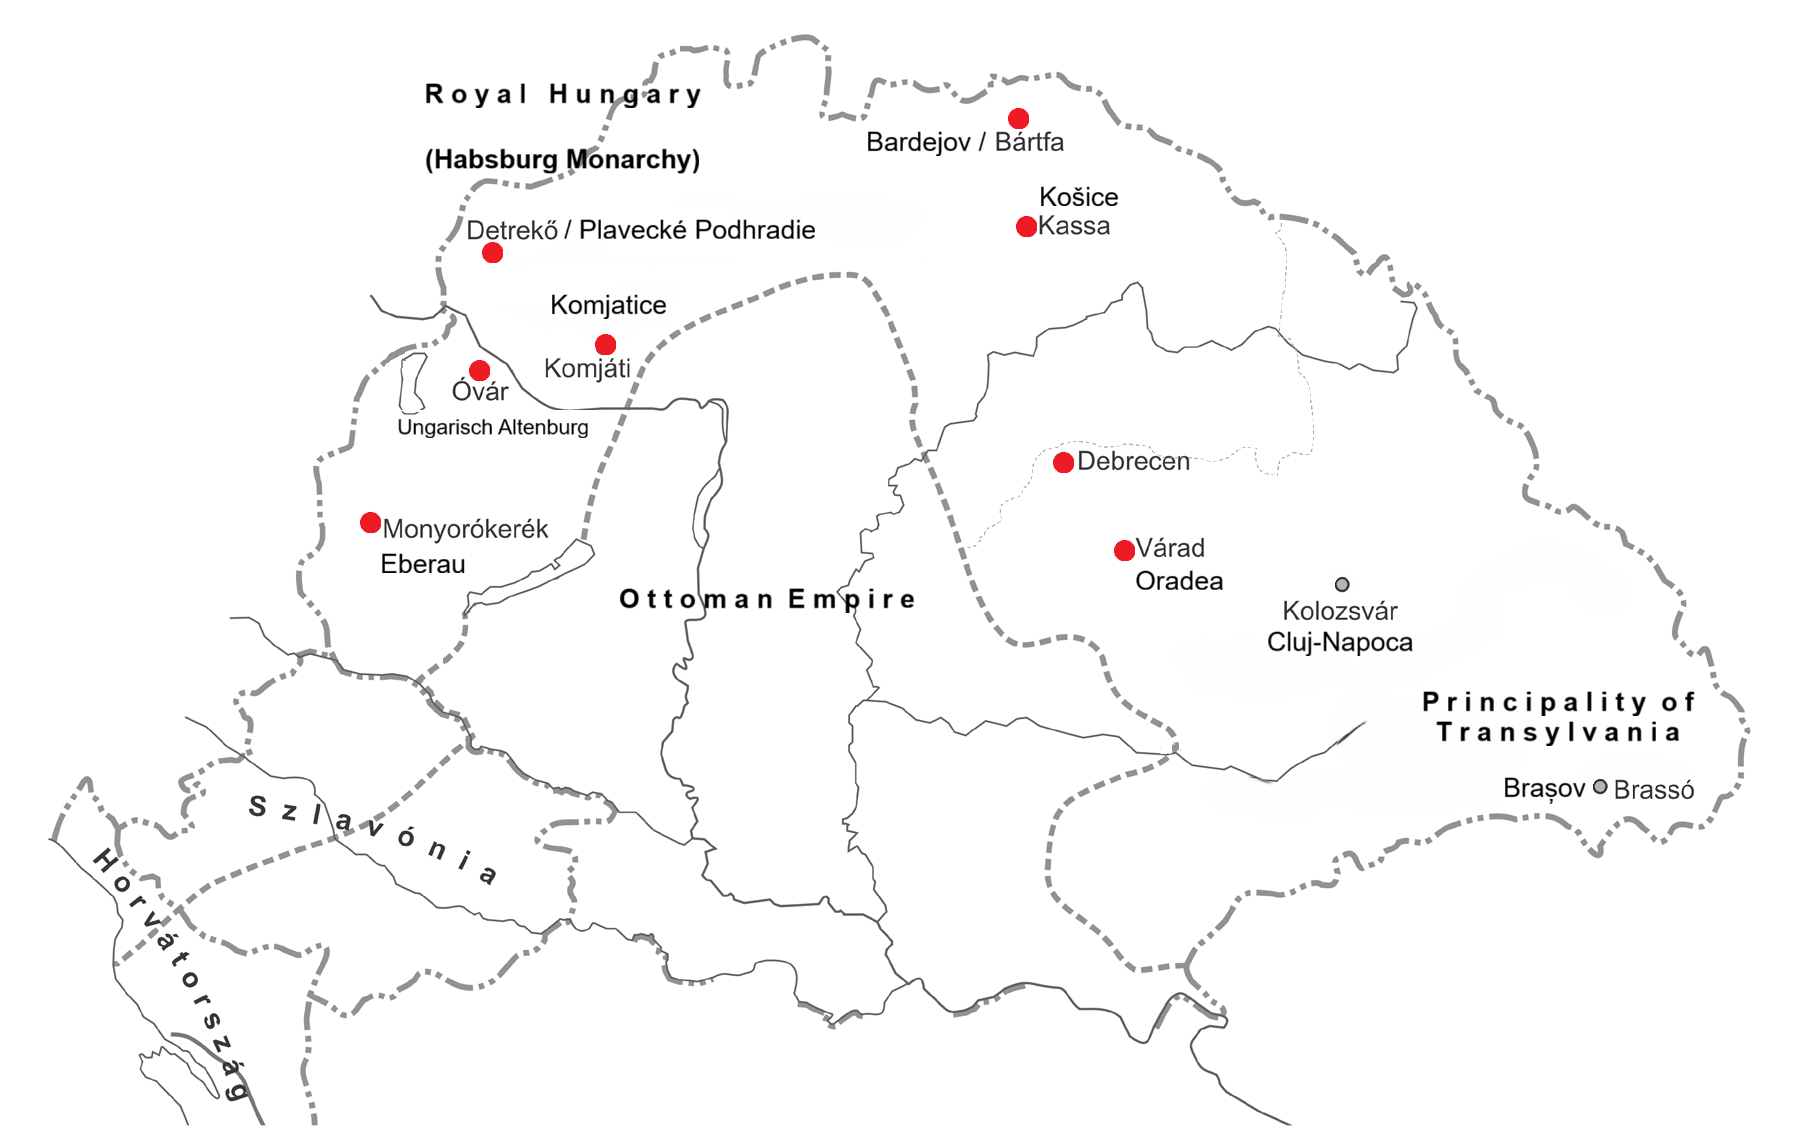 Royal Hungary
(Habsburg Monarchy)
Bardejov / Bártfa
Košice
Kassa
Detrekő / Plavecké Podhradie
Komjatice
Komjáti
Óvár
Ungarisch Altenburg
Debrecen
Monyorókerék
Eberau
Várad
Oradea
Ottoman Empire
Kolozsvár
Cluj-Napoca
Principality of
Transylvania
Brașov Brassó
Szlavónia
Horvátország